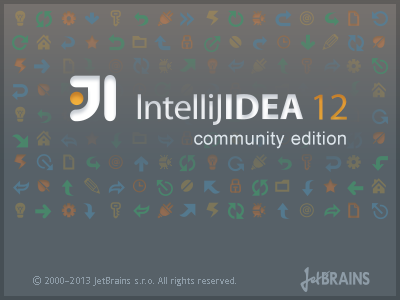 IntelliJIDEA 12
community edition
© 2000-2013 JetBrains s.r.o. All rights reserved.
JetBRAINS